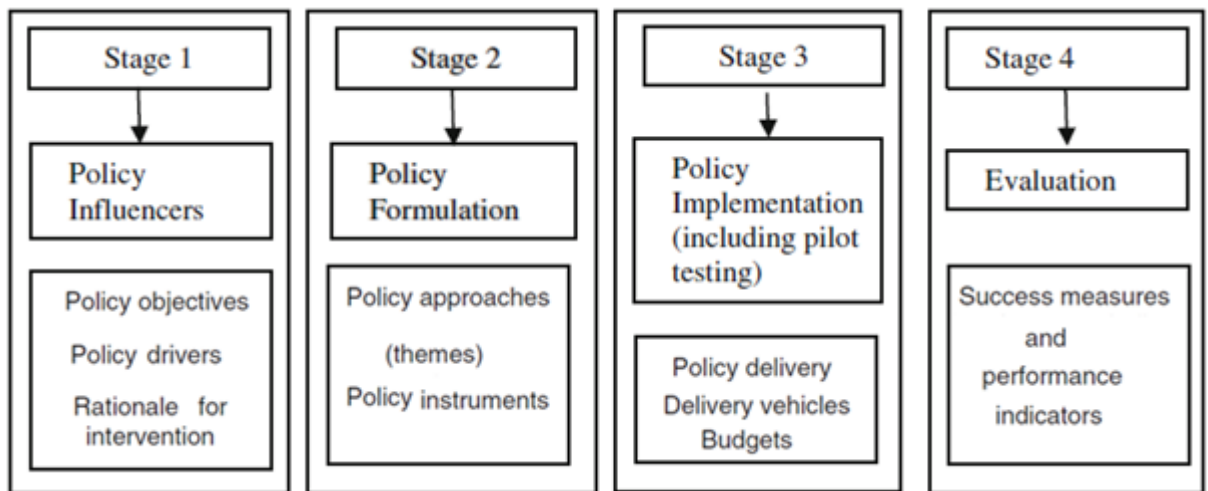 Stage 1
Policy
Influencers
Policy objectives
Policy drivers
Rationale for
intervention
Stage 2
Policy
Formulation
Policy approaches
(themes)
Policy instruments
Stage 3
Policy
Implementation
(including pilot
testing)
Policy delivery
Delivery vehicles
Budgets
Stage 4
Evaluation
Success measures
and
performance
indicators